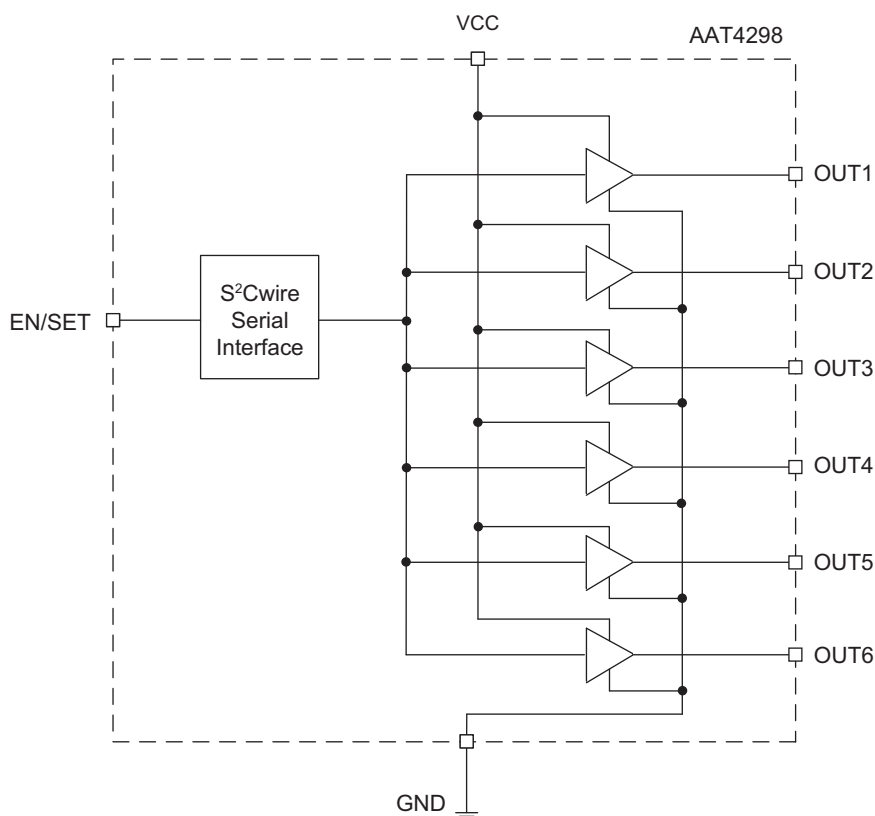 VCC
AAT4298
OUT1
OUT2
S²Cwire
Serial
Interface
EN/SET
OUT3
OUT4
OUT5
OUT6
GND